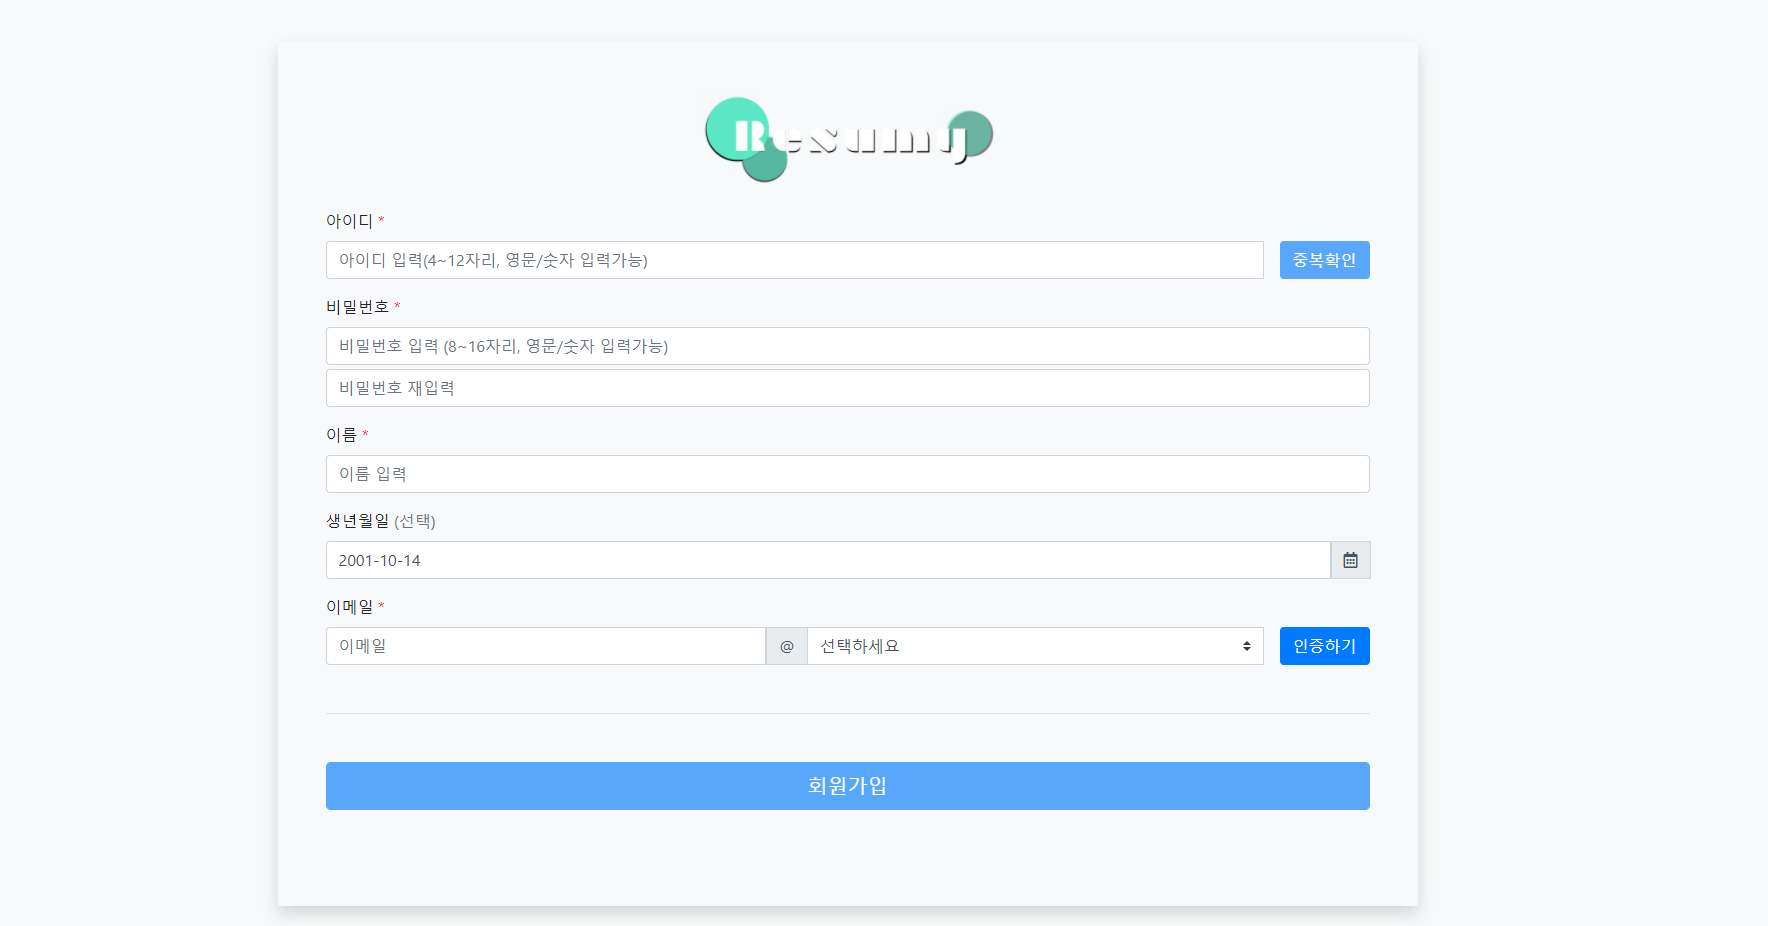 Resumy
아이디 *
아이디 입력(4~12자리, 영문/숫자 입력가능)
중복확인
비밀번호 *
비밀번호 입력 (8~16자리, 영문/숫자 입력가능)
비밀번호 재입력
이름 *
이름 입력
생년월일 (선택)
2001-10-14
이메일 *
이메일 @ 선택하세요 인증하기
회원가입